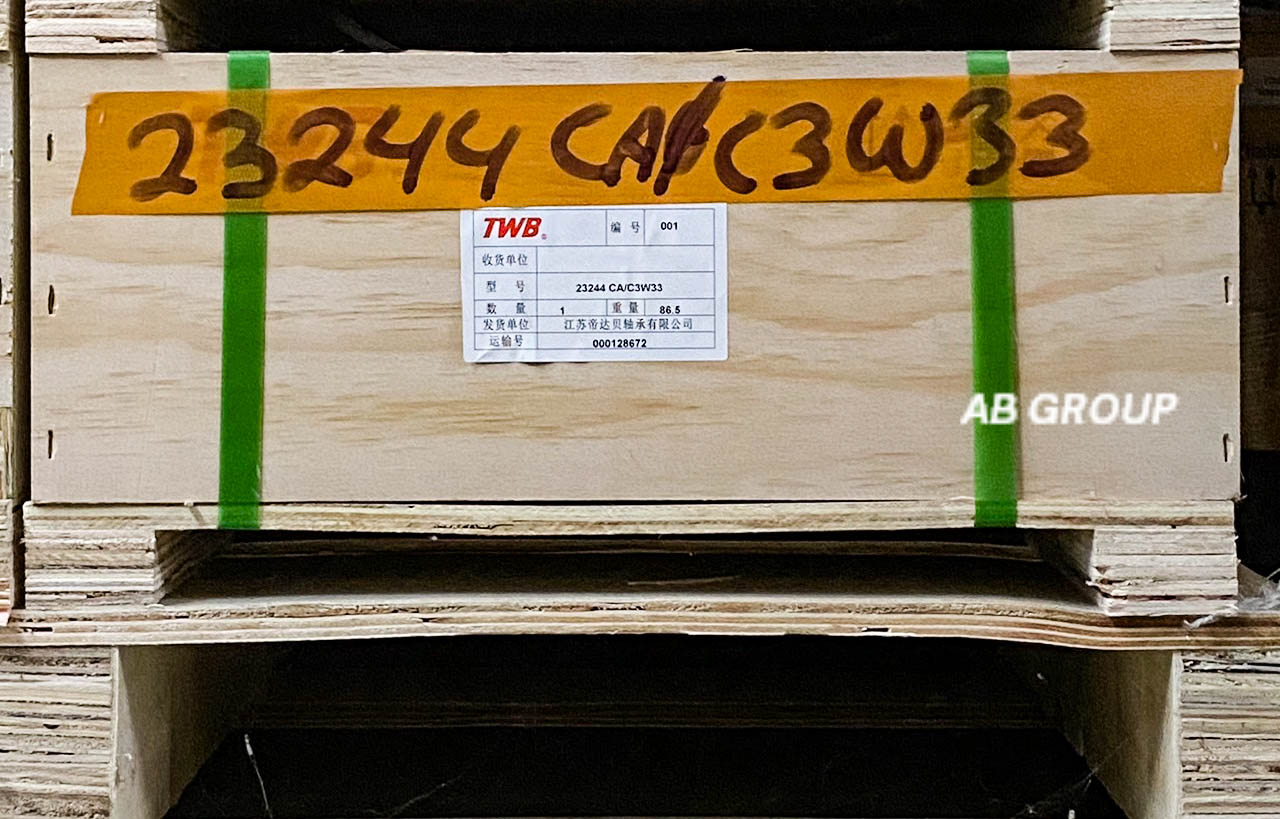 23244 CA/C3W33
TWB® 编 号 001
收货单位
型 号 23244 CA/C3W33
数 量 1 重 量 86.5
发货单位 江苏帝达贝轴承有限公司
运输号 000128672
AB GROUP